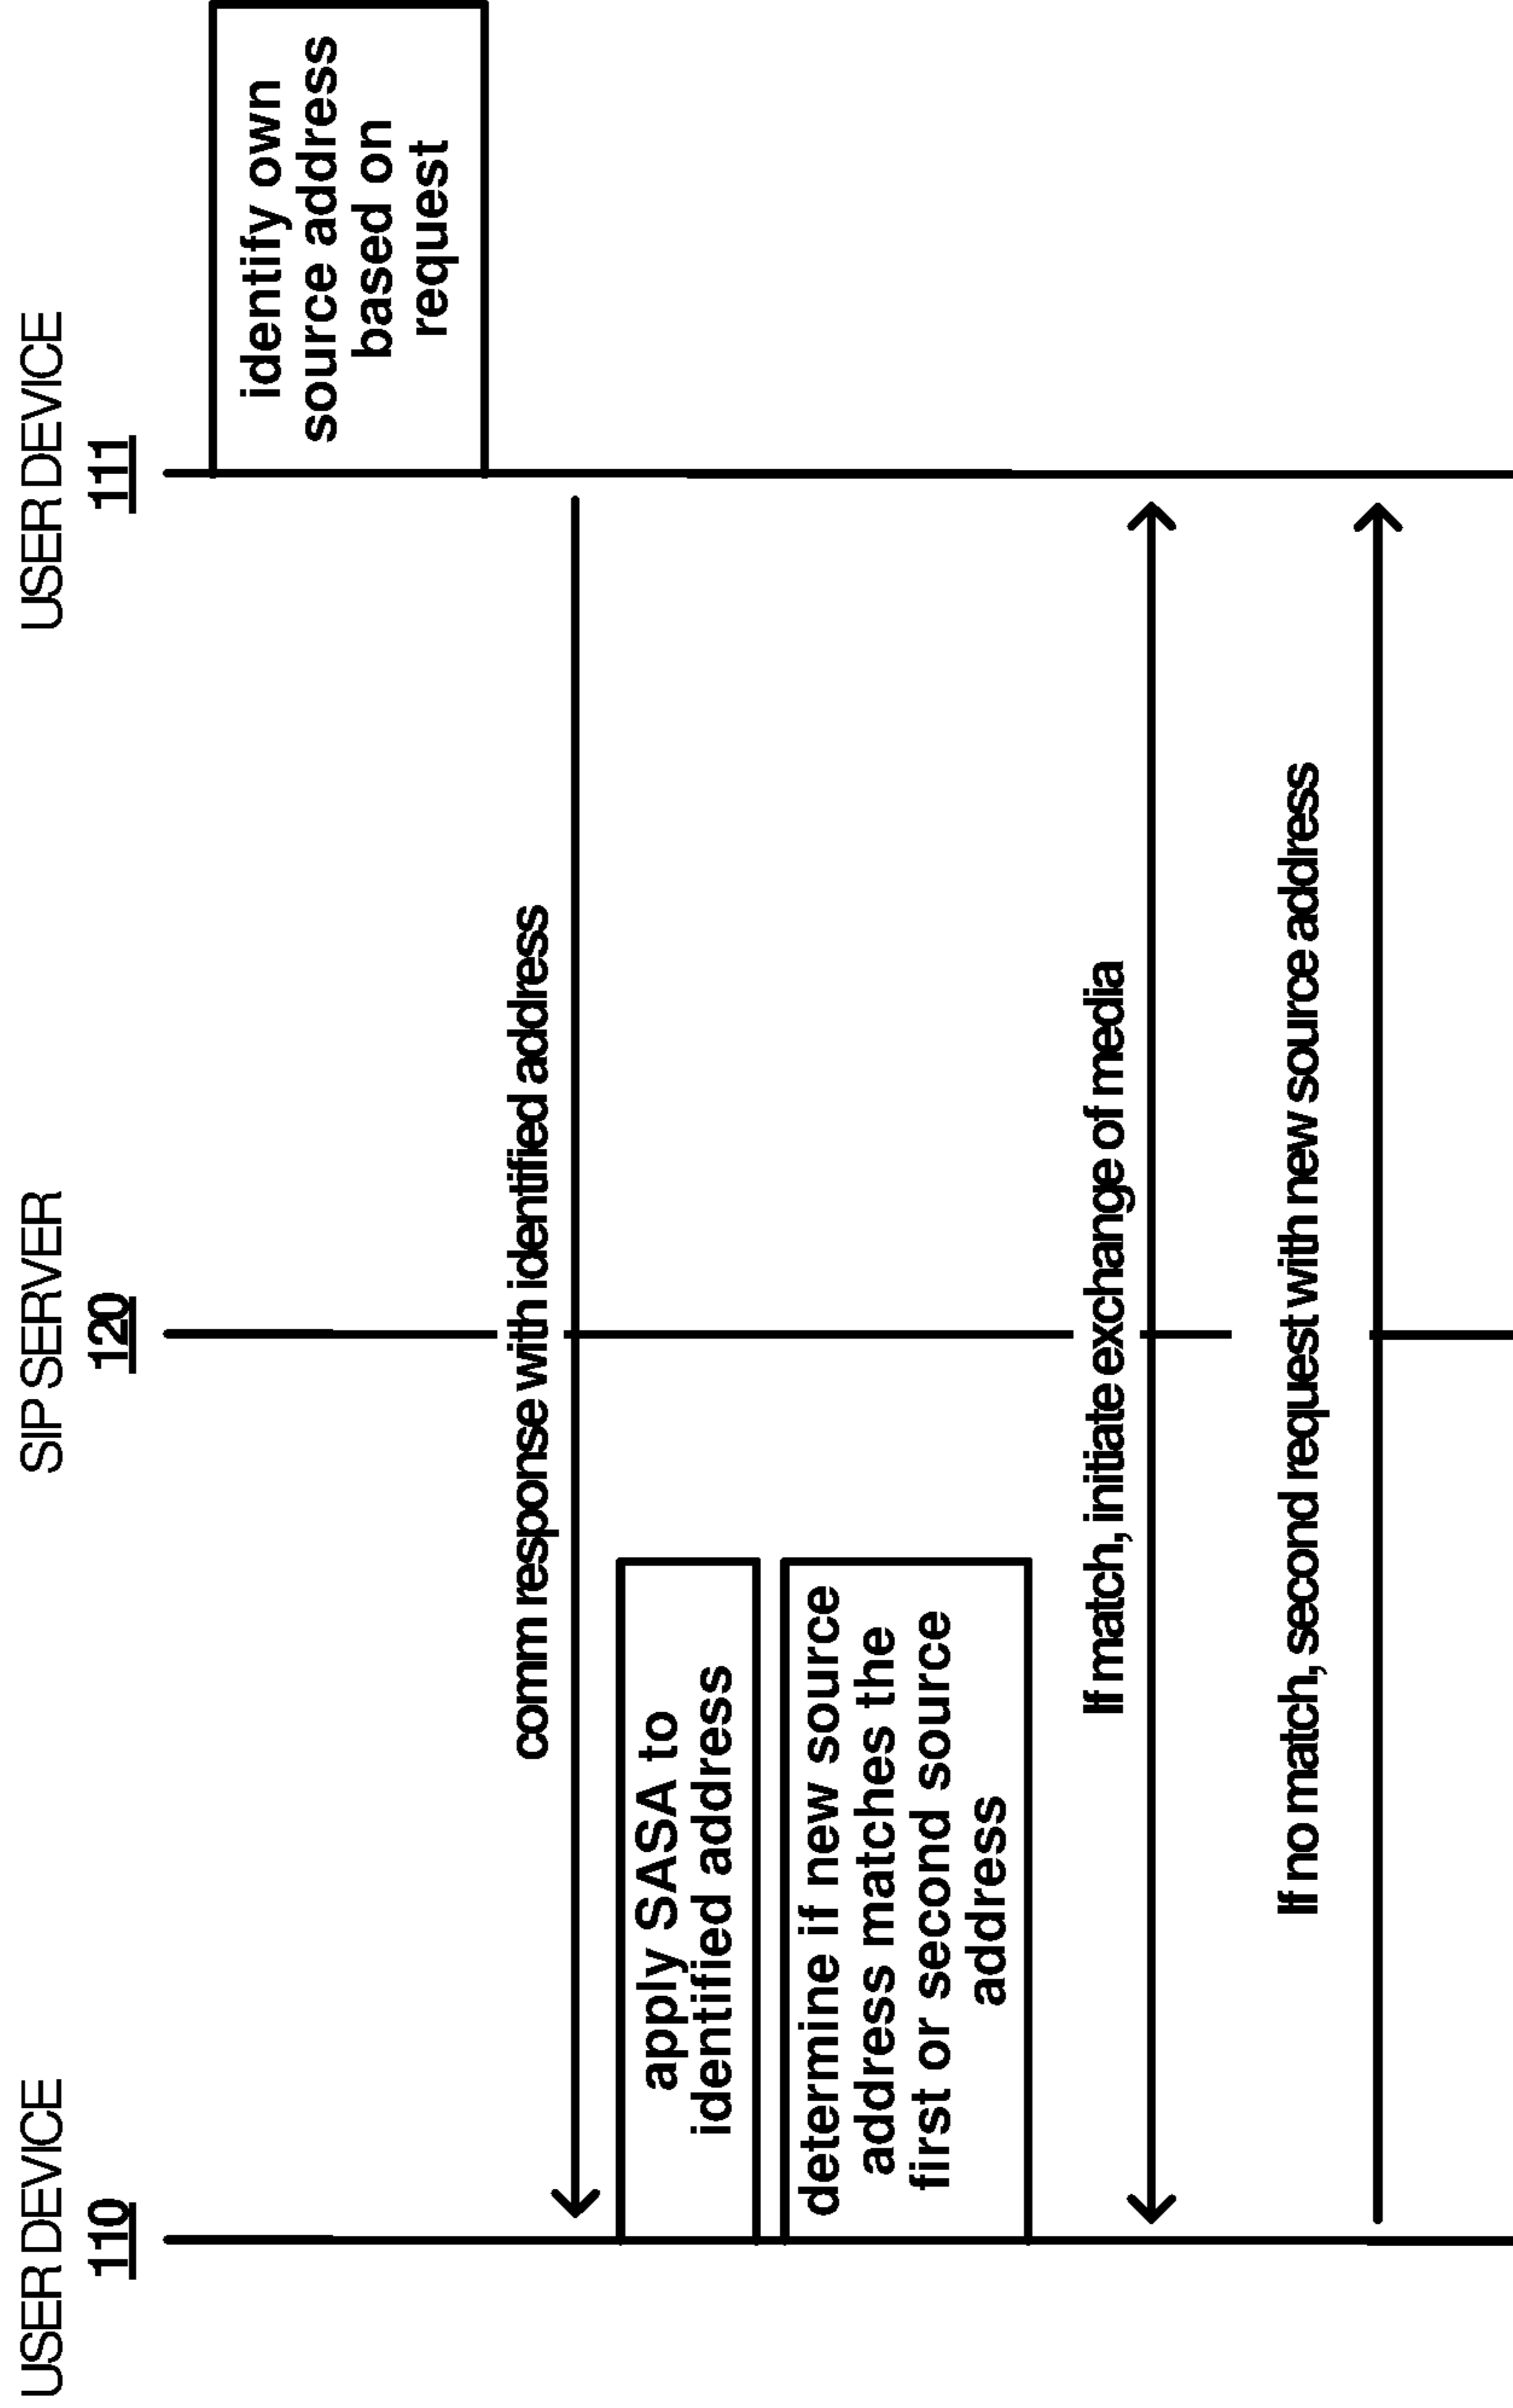 USER DEVICE
110
SIP SERVER
120
USER DEVICE
111
identify own
source address
based on
request
comm response with identified address
apply SASA to
identified address
determine if new source
address matches the
first or second source
address
If match, initiate exchange of media
If no match, second request with new source address